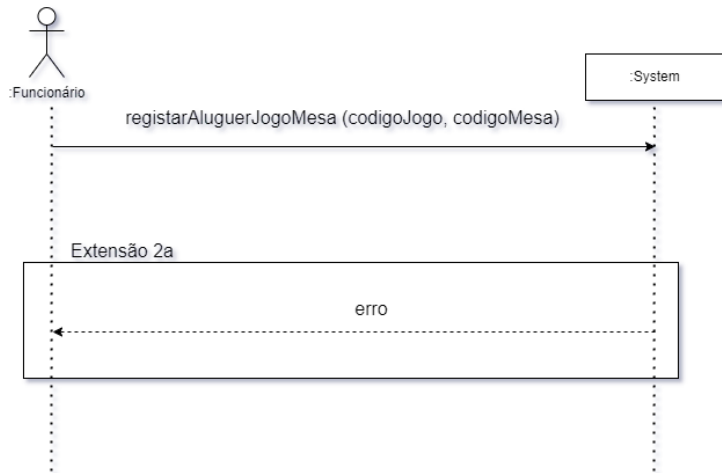 :Funcionário
:System
registarAluguerJogoMesa (codigoJogo, codigoMesa)
Extensão 2a
erro